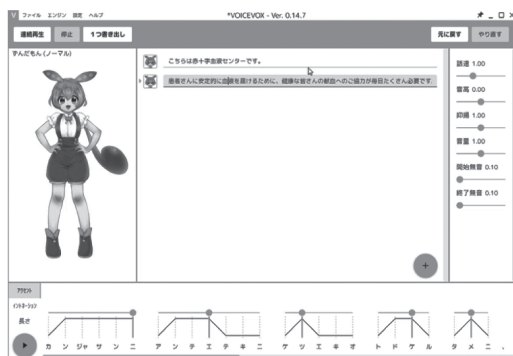 V ファイル エンジン 設定 ヘルプ *VOICEVOX - Ver. 0.14.7
連続再生 停止 1つ書き出し 元に戻す やり直す
ずんだもん (ノーマル)
こちらは赤十字血液センターです。
患者さんに安定的に血液を届けるために、健康な皆さんの献血へのご協力が毎日たくさん必要です。
話速 1.00
音高 0.00
抑揚 1.00
音量 1.00
開始無音 0.10
終了無音 0.10
アクセント
イントネーション
長さ
カ ン ジャ サ ン ニ ア ン テ エ テ キ ニ ケ ツ エ キ オ ト ド ケ ル タ メ ニ 、